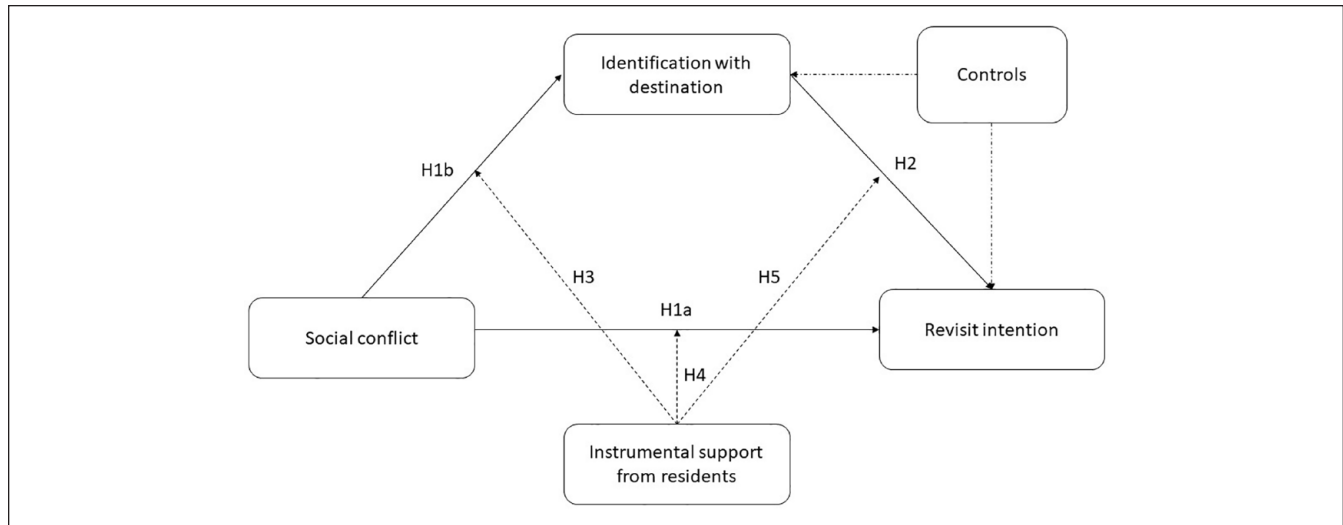 Identification with
destination
Controls
H1b
H2
H3
H5
H1a
Social conflict
Revisit intention
H4
Instrumental support
from residents